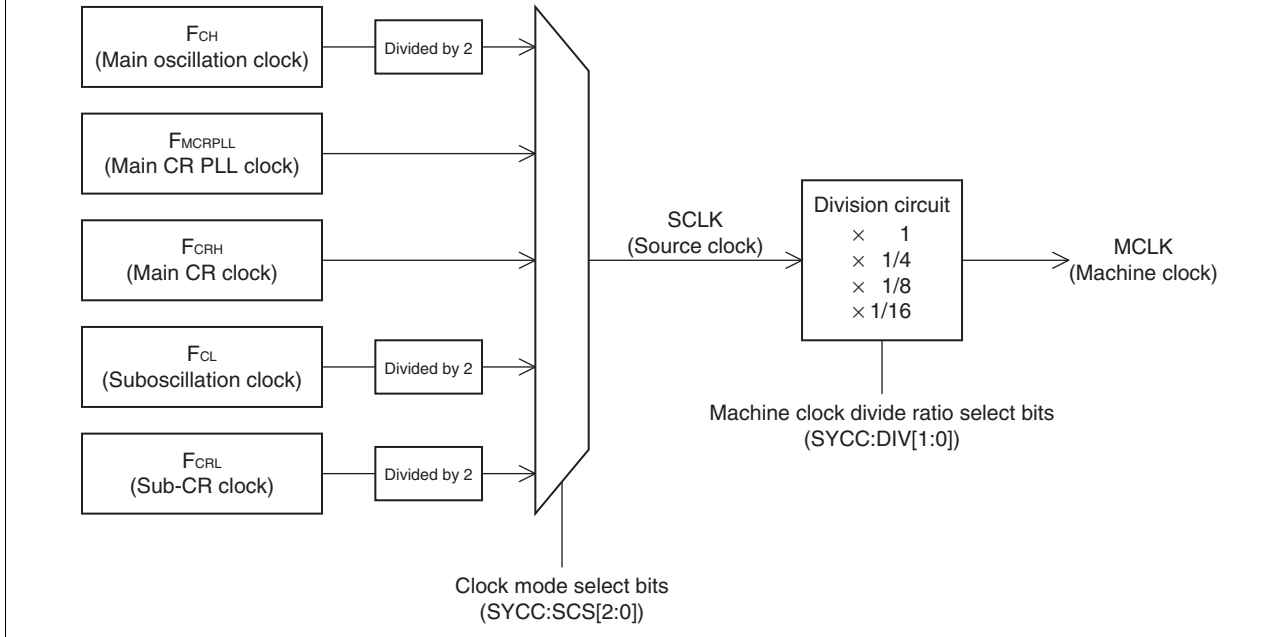 FCH
(Main oscillation clock)
Divided by 2
FMCRPLL
(Main CR PLL clock)
FCRH
(Main CR clock)
FCL
(Suboscillation clock)
Divided by 2
FCRL
(Sub-CR clock)
Divided by 2
Clock mode select bits
(SYCC:SCS[2:0])
SCLK
(Source clock)
Division circuit
× 1
× 1/4
× 1/8
× 1/16
Machine clock divide ratio select bits
(SYCC:DIV[1:0])
MCLK
(Machine clock)